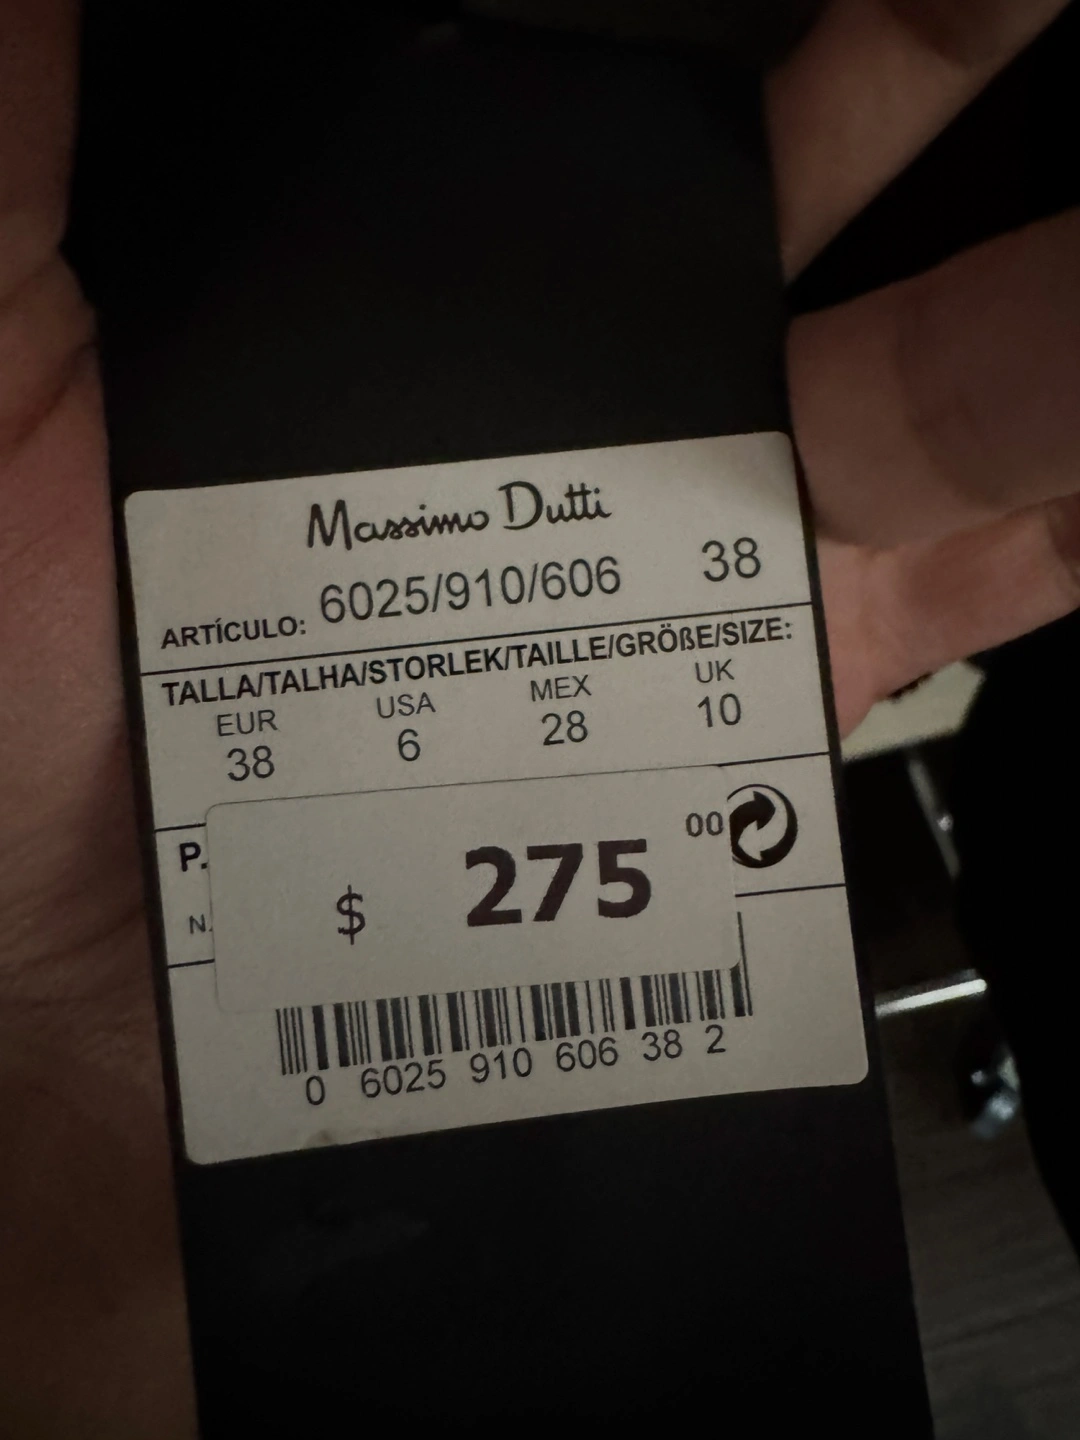 Massimo Dutti
ARTÍCULO: 6025/910/606 38
TALLA/TALHA/STORLEK/TAILLE/GRÖßE/SIZE:
EUR USA MEX UK
38 6 28 10
P.
N.
$ 275 00
0 6025 910 606 38 2